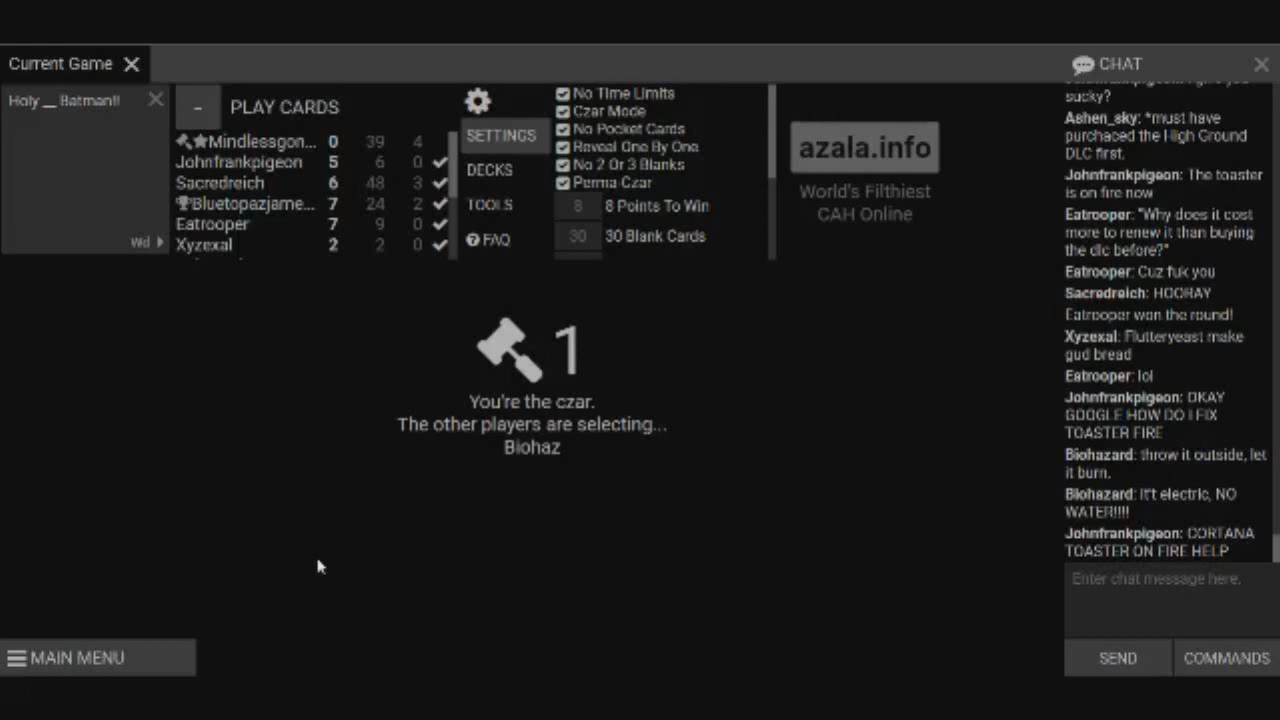 Current Game
CHAT
Holy __ Batman!!
Wd
-
PLAY CARDS
Mindlessgon... 0 39 4
Johnfrankpigeon 5 6 0
Sacredreich 6 48 3
Bluetopazjame... 7 24 2
Eatrooper 7 9 0
Xyzexal 2 2 0
SETTINGS
DECKS
TOOLS
FAQ
No Time Limits
Czar Mode
No Pocket Cards
Reveal One By One
No 2 Or 3 Blanks
Perma Czar
8 8 Points To Win
30 30 Blank Cards
azala.info
World's Filthiest
CAH Online
1
You're the czar.
The other players are selecting...
Biohaz
sucky?
Ashen_sky: *must have
purchaced the High Ground
DLC first.
Johnfrankpigeon: The toaster
is on fire now
Eatrooper: "Why does it cost
more to renew it than buying
the dlc before?"
Eatrooper: Cuz fuk you
Sacredreich: HOORAY
Eatrooper won the round!
Xyzexal: Flutteryeast make
gud bread
Eatrooper: lol
Johnfrankpigeon: OKAY
GOOGLE HOW DO I FIX
TOASTER FIRE
Biohazard: throw it outside, let
it burn.
Biohazard: it't electric, NO
WATER!!!!
Johnfrankpigeon: CORTANA
TOASTER ON FIRE HELP
Enter chat message here.
SEND
COMMANDS
MAIN MENU